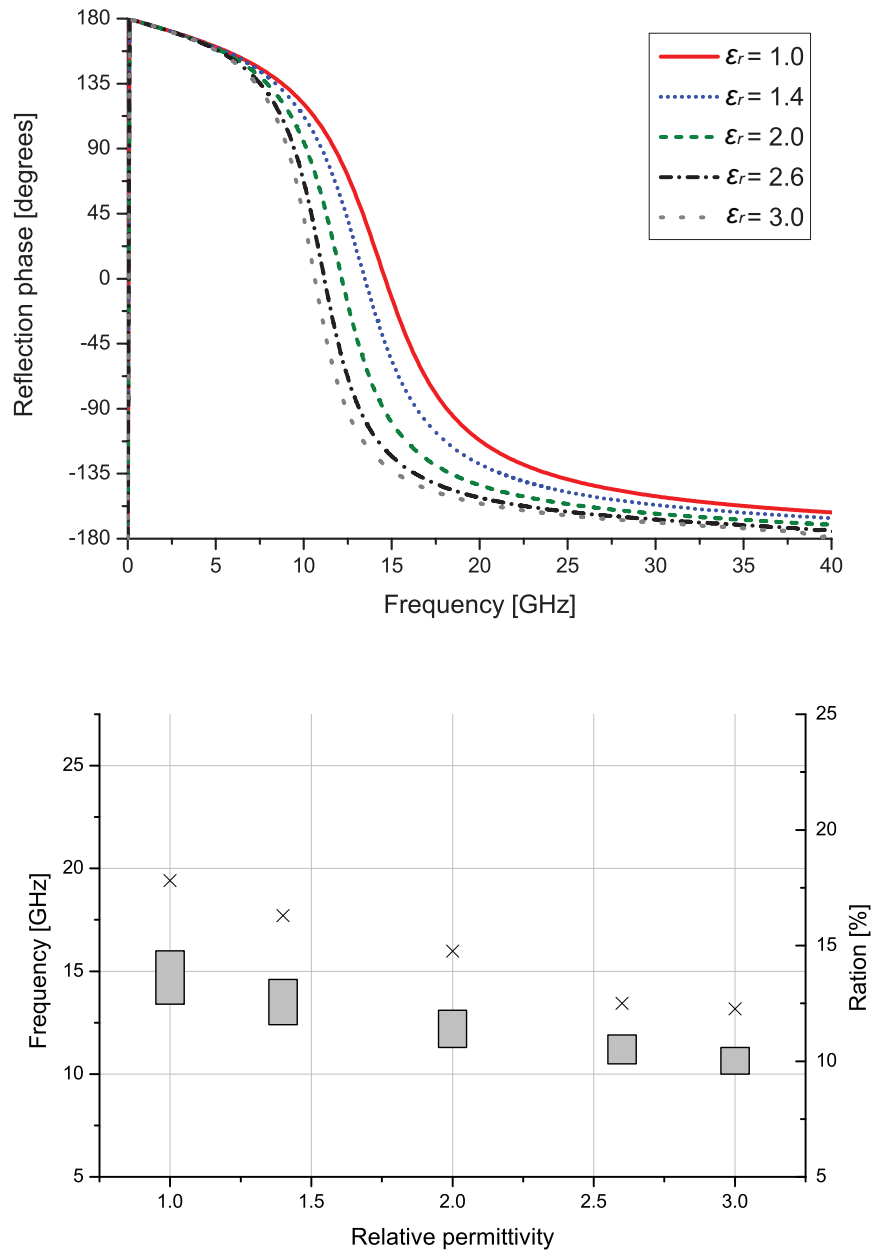 180
135
90
45
0
-45
-90
-135
-180
Reflection phase [degrees]
εr = 1.0
εr = 1.4
εr = 2.0
εr = 2.6
εr = 3.0
0 5 10 15 20 25 30 35 40
Frequency [GHz]
25
20
15
10
5
Frequency [GHz]
25
20
15
10
5
Ration [%]
1.0 1.5 2.0 2.5 3.0
Relative permittivity